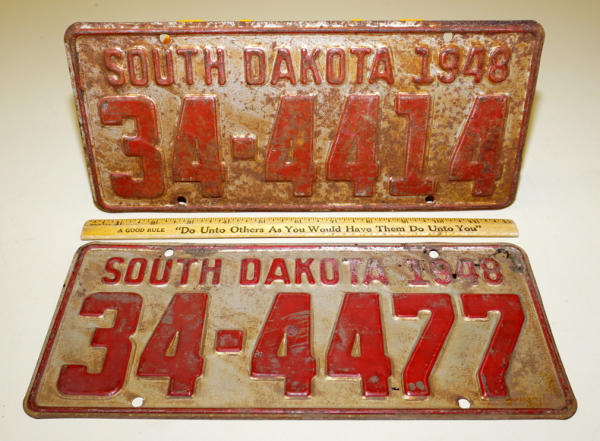 SOUTH DAKOTA 1948
34-4414
A GOOD RULE "Do Unto Others As You Would Have Them Do Unto You"
SOUTH DAKOTA 1948
34-4477